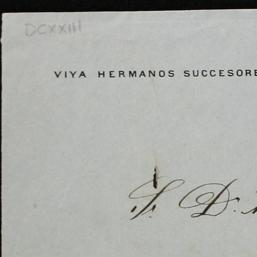 DCXXIII
VIYA HERMANOS SUCCESORE
S. D.